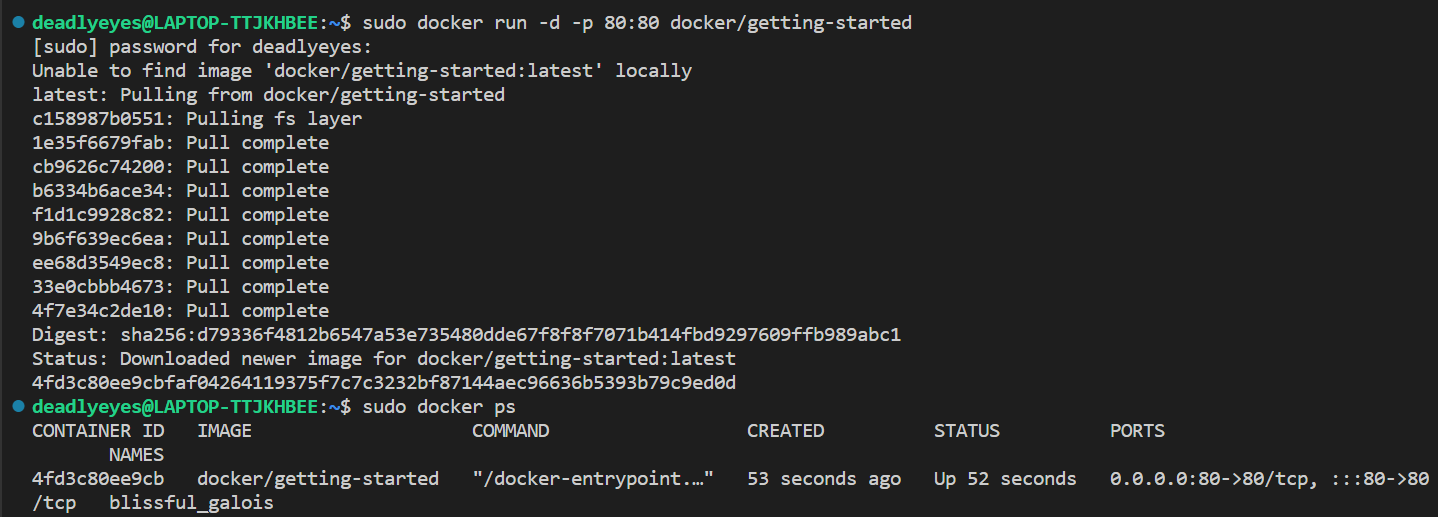 deadlyeyes@LAPTOP-TTJKHBEE:~$ sudo docker run -d -p 80:80 docker/getting-started
[sudo] password for deadlyeyes:
Unable to find image 'docker/getting-started:latest' locally
latest: Pulling from docker/getting-started
c158987b0551: Pulling fs layer
1e35f6679fab: Pull complete
cb9626c74200: Pull complete
b6334b6ace34: Pull complete
f1d1c9928c82: Pull complete
9b6f639ec6ea: Pull complete
ee68d3549ec8: Pull complete
33e0cbbb4673: Pull complete
4f7e34c2de10: Pull complete
Digest: sha256:d79336f4812b6547a53e735480dde67f8f8f7071b414fbd9297609ffb989abc1
Status: Downloaded newer image for docker/getting-started:latest
4fd3c80ee9cbfaf04264119375f7c7c3232bf87144aec96636b5393b79c9ed0d
deadlyeyes@LAPTOP-TTJKHBEE:~$ sudo docker ps
CONTAINER ID   IMAGE                    COMMAND                  CREATED          STATUS          PORTS
       NAMES
4fd3c80ee9cb   docker/getting-started   "/docker-entrypoint.…"   53 seconds ago   Up 52 seconds   0.0.0.0:80->80/tcp, :::80->80
/tcp   blissful_galois